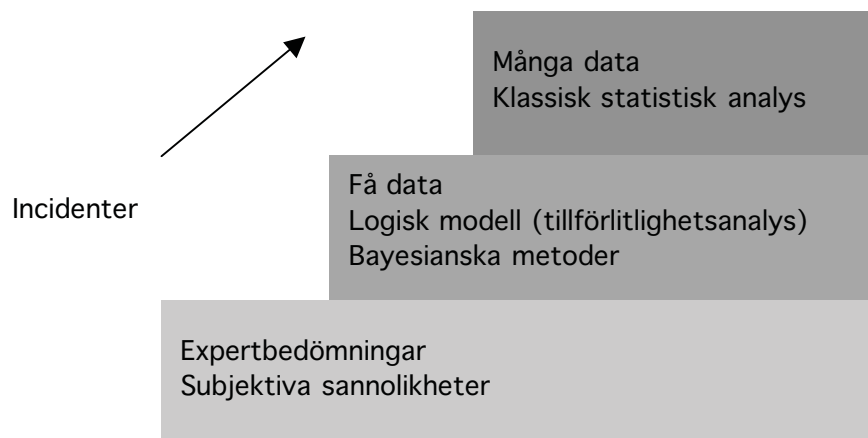 Många data
Klassisk statistisk analys
Incidenter
Få data
Logisk modell (tillförlitlighetsanalys)
Bayesianska metoder
Expertbedömningar
Subjektiva sannolikheter